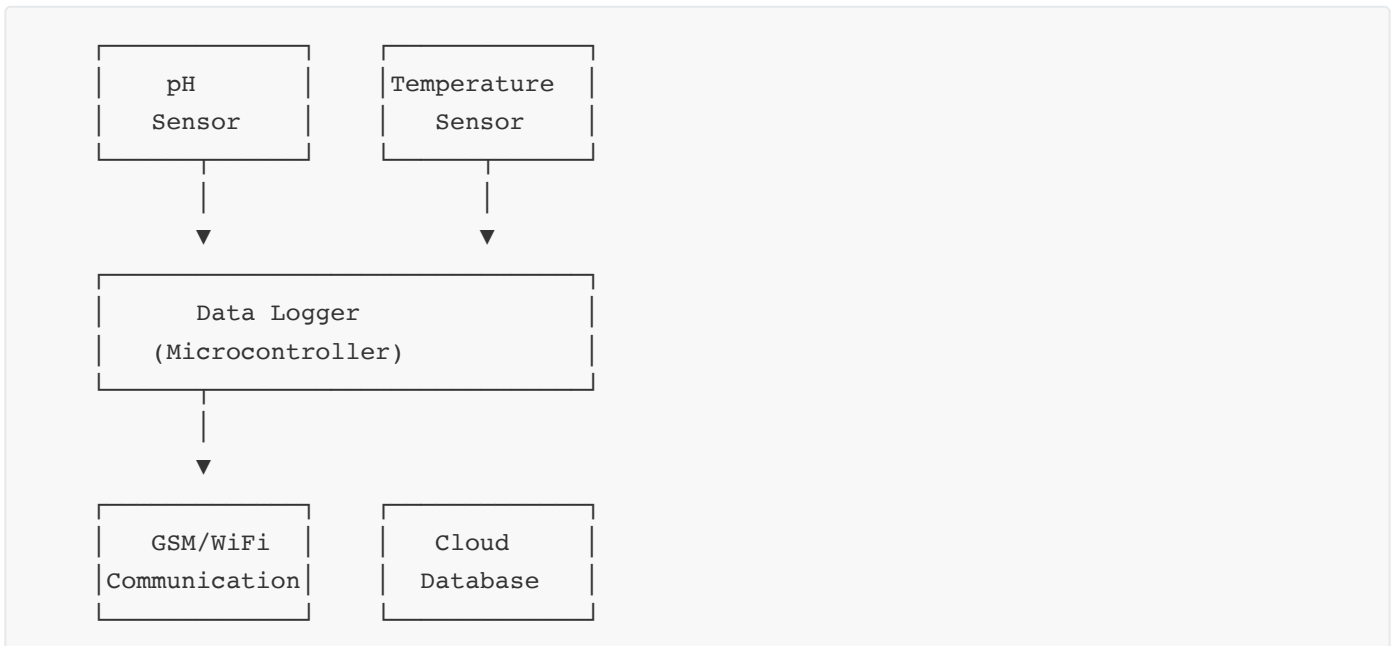 pH Temperature
Sensor Sensor
Data Logger
(Microcontroller)
GSM/WiFi Cloud
Communication Database